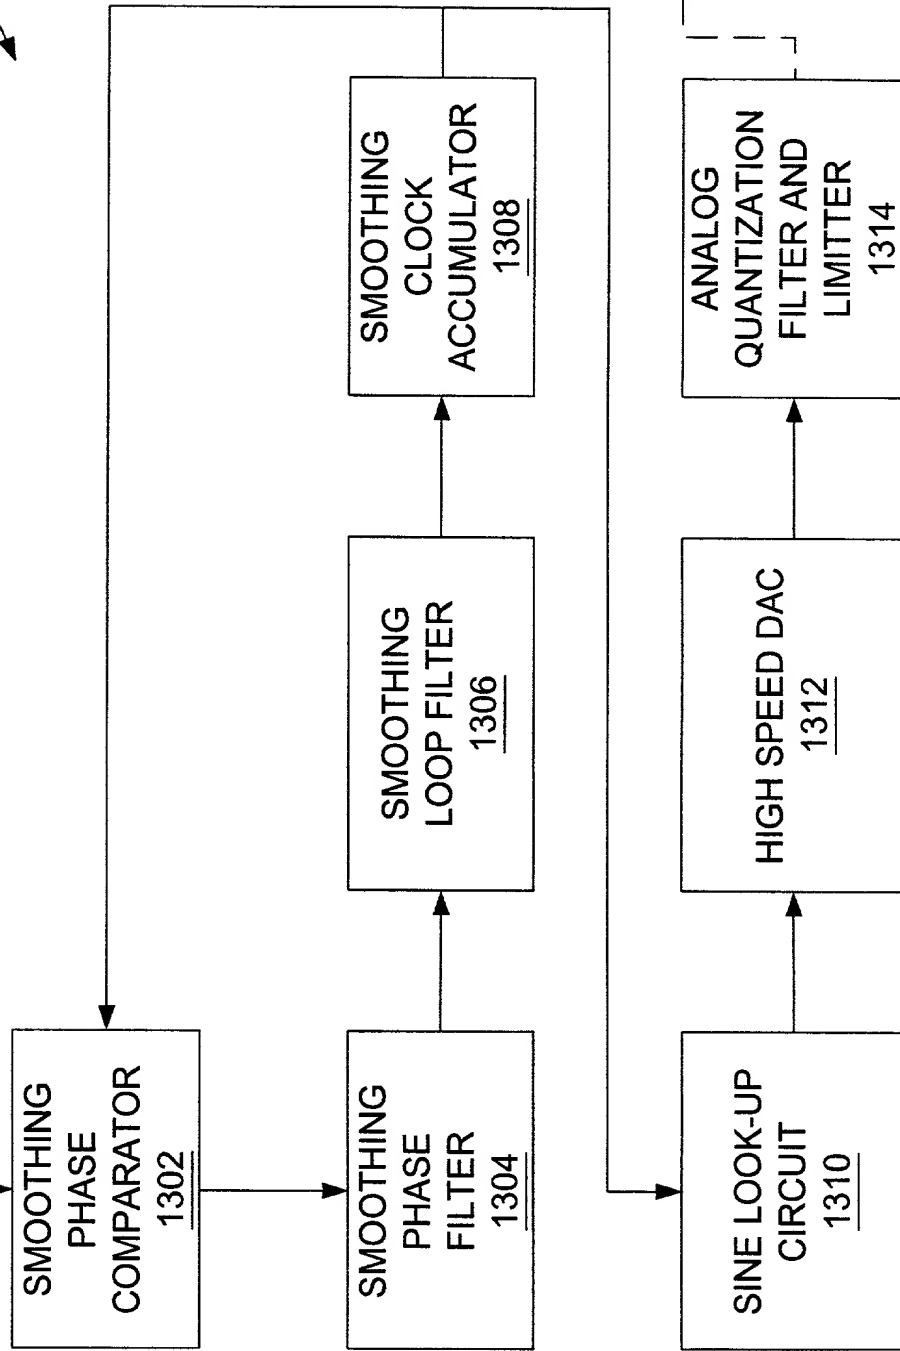 SMOOTHING
PHASE
COMPARATOR
1302
SMOOTHING
PHASE
FILTER
1304
SMOOTHING
LOOP FILTER
1306
SMOOTHING
CLOCK
ACCUMULATOR
1308
SINE LOOK-UP
CIRCUIT
1310
HIGH SPEED DAC
1312
ANALOG
QUANTIZATION
FILTER AND
LIMITTER
1314